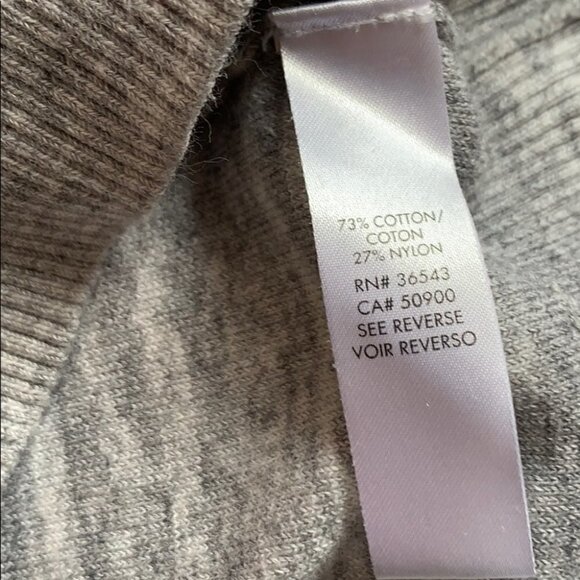 73% COTTON/
COTON
27% NYLON
RN# 36543
CA# 50900
SEE REVERSE
VOIR REVERSO